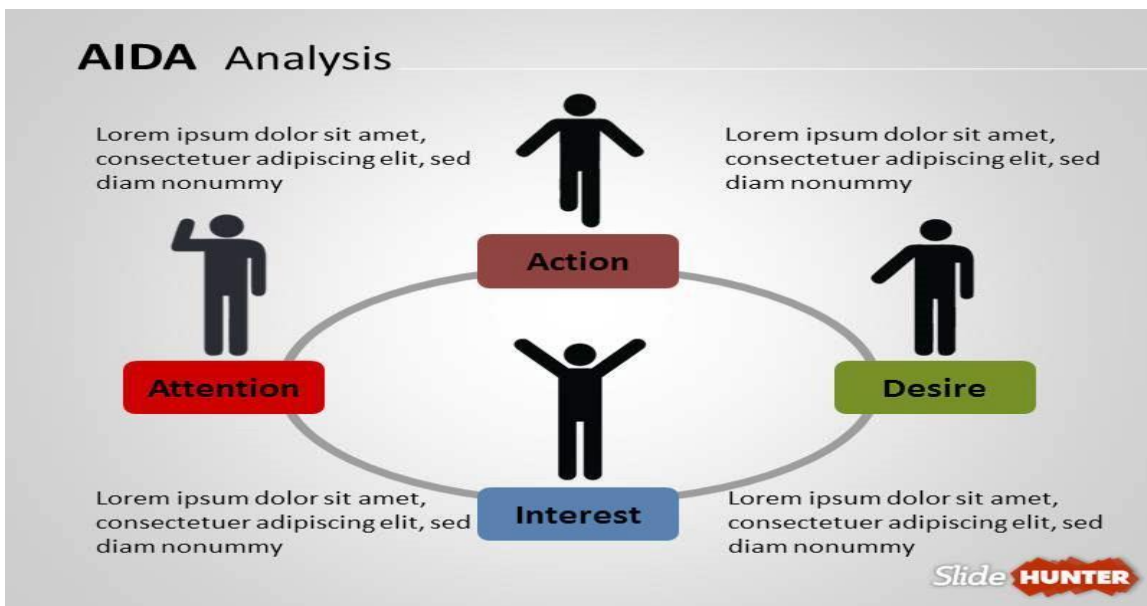 AIDA Analysis
Lorem ipsum dolor sit amet,
consectetuer adipiscing elit, sed
diam nonummy
Lorem ipsum dolor sit amet,
consectetuer adipiscing elit, sed
diam nonummy
Action
Attention
Desire
Interest
Lorem ipsum dolor sit amet,
consectetuer adipiscing elit, sed
diam nonummy
Lorem ipsum dolor sit amet,
consectetuer adipiscing elit, sed
diam nonummy
Slide HUNTER